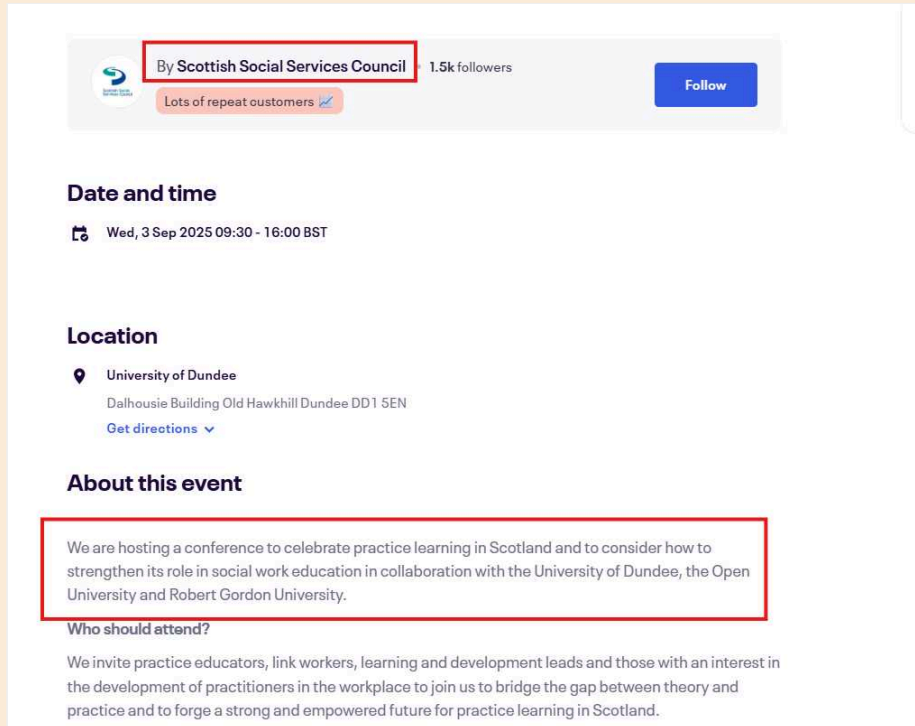 By Scottish Social Services Council • 1.5k followers
Lots of repeat customers 📈
Follow
Date and time
Wed, 3 Sep 2025 09:30 - 16:00 BST
Location
University of Dundee
Dalhousie Building Old Hawkhill Dundee DD1 5EN
Get directions
About this event
We are hosting a conference to celebrate practice learning in Scotland and to consider how to
strengthen its role in social work education in collaboration with the University of Dundee, the Open
University and Robert Gordon University.
Who should attend?
We invite practice educators, link workers, learning and development leads and those with an interest in
the development of practitioners in the workplace to join us to bridge the gap between theory and
practice and to forge a strong and empowered future for practice learning in Scotland.